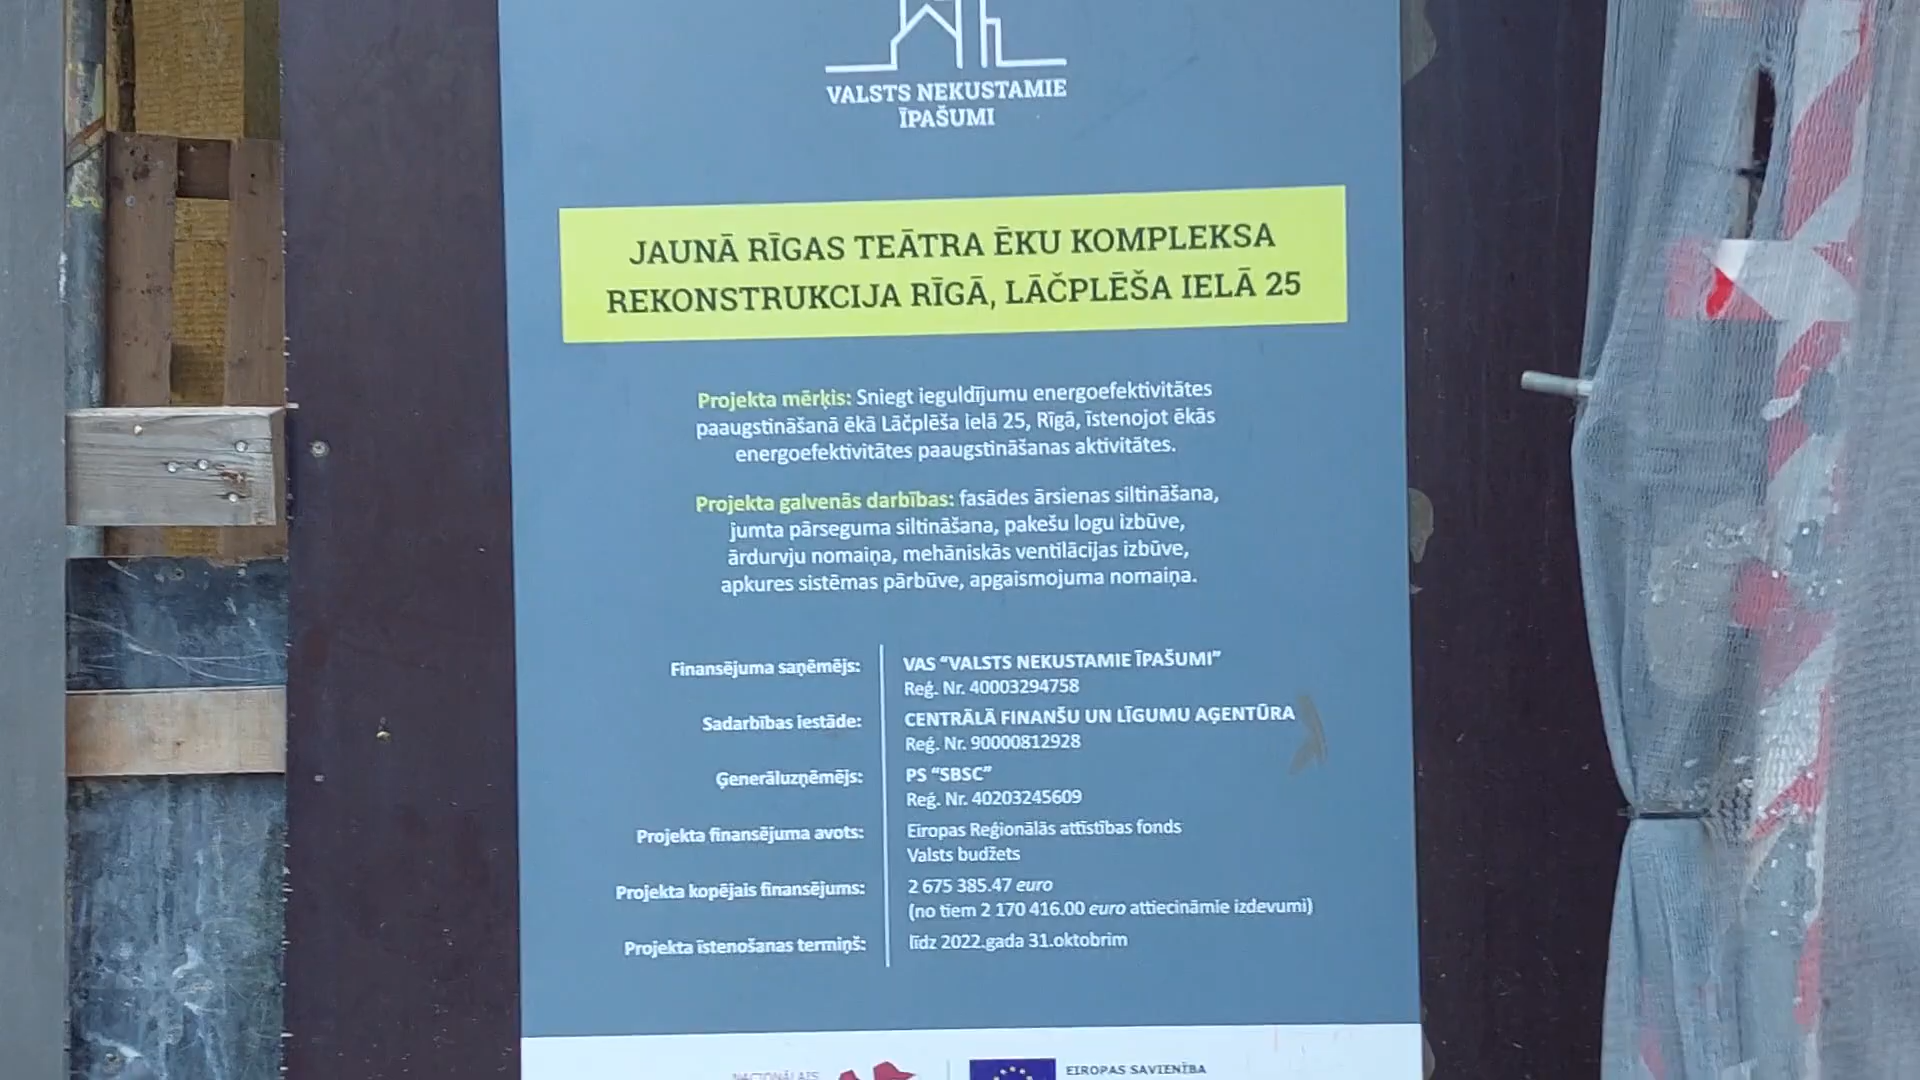 VALSTS NEKUSTAMIE
ĪPAŠUMI
JAUNĀ RĪGAS TEĀTRA ĒKU KOMPLEKSA
REKONSTRUKCIJA RĪGĀ, LĀČPLĒŠA IELĀ 25
Projekta mērķis: Sniegt ieguldījumu energoefektivitātes
paaugstināšanā ēkā Lāčplēša ielā 25, Rīgā, īstenojot ēkās
energoefektivitātes paaugstināšanas aktivitātes.
Projekta galvenās darbības: fasādes ārsienas siltināšana,
jumta pārseguma siltināšana, pakešu logu izbūve,
ārdurvju nomaiņa, mehāniskās ventilācijas izbūve,
apkures sistēmas pārbūve, apgaismojuma nomaiņa.
Finansējuma saņēmējs: VAS “VALSTS NEKUSTAMIE ĪPAŠUMI”
Reģ. Nr. 40003294758
Sadarbības iestāde: CENTRĀLĀ FINANŠU UN LĪGUMU AĢENTŪRA
Reģ. Nr. 90000812928
Ģenerāluzņēmējs: PS “SBSC”
Reģ. Nr. 40203245609
Projekta finansējuma avots: Eiropas Reģionālās attīstības fonds
Valsts budžets
Projekta kopējais finansējums: 2 675 385.47 euro
(no tiem 2 170 416.00 euro attiecināmie izdevumi)
Projekta īstenošanas termiņš: līdz 2022.gada 31.oktobrim
NACIONĀLAIS
EIROPAS SAVIENĪBA